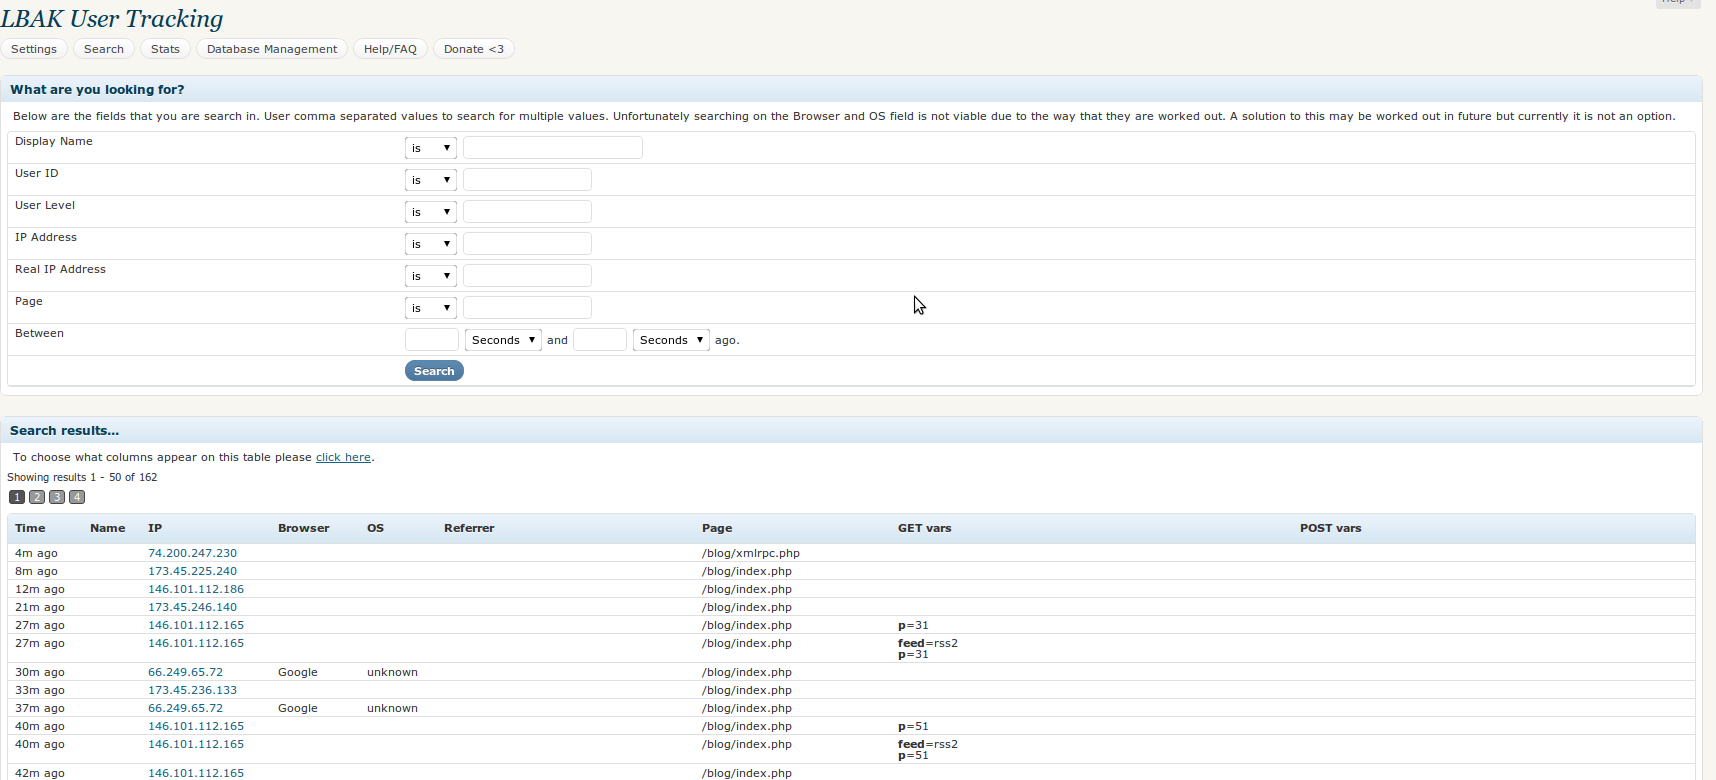 Help
LBAK User Tracking
Settings Search Stats Database Management Help/FAQ Donate <3
What are you looking for?
Below are the fields that you are search in. User comma separated values to search for multiple values. Unfortunately searching on the Browser and OS field is not viable due to the way that they are worked out. A solution to this may be worked out in future but currently it is not an option.
Display Name is
User ID is
User Level is
IP Address is
Real IP Address is
Page is
Between Seconds and Seconds ago.
Search
Search results...
To choose what columns appear on this table please click here.
Showing results 1 - 50 of 162
1 2 3 4
Time Name IP Browser OS Referrer Page GET vars POST vars
4m ago 74.200.247.230 /blog/xmlrpc.php
8m ago 173.45.225.240 /blog/index.php
12m ago 146.101.112.186 /blog/index.php
21m ago 173.45.246.140 /blog/index.php
27m ago 146.101.112.165 /blog/index.php p=31
27m ago 146.101.112.165 /blog/index.php feed=rss2
p=31
30m ago 66.249.65.72 Google unknown /blog/index.php
33m ago 173.45.236.133 /blog/index.php
37m ago 66.249.65.72 Google unknown /blog/index.php
40m ago 146.101.112.165 /blog/index.php p=51
40m ago 146.101.112.165 /blog/index.php feed=rss2
p=51
42m ago 146.101.112.165 /blog/index.php